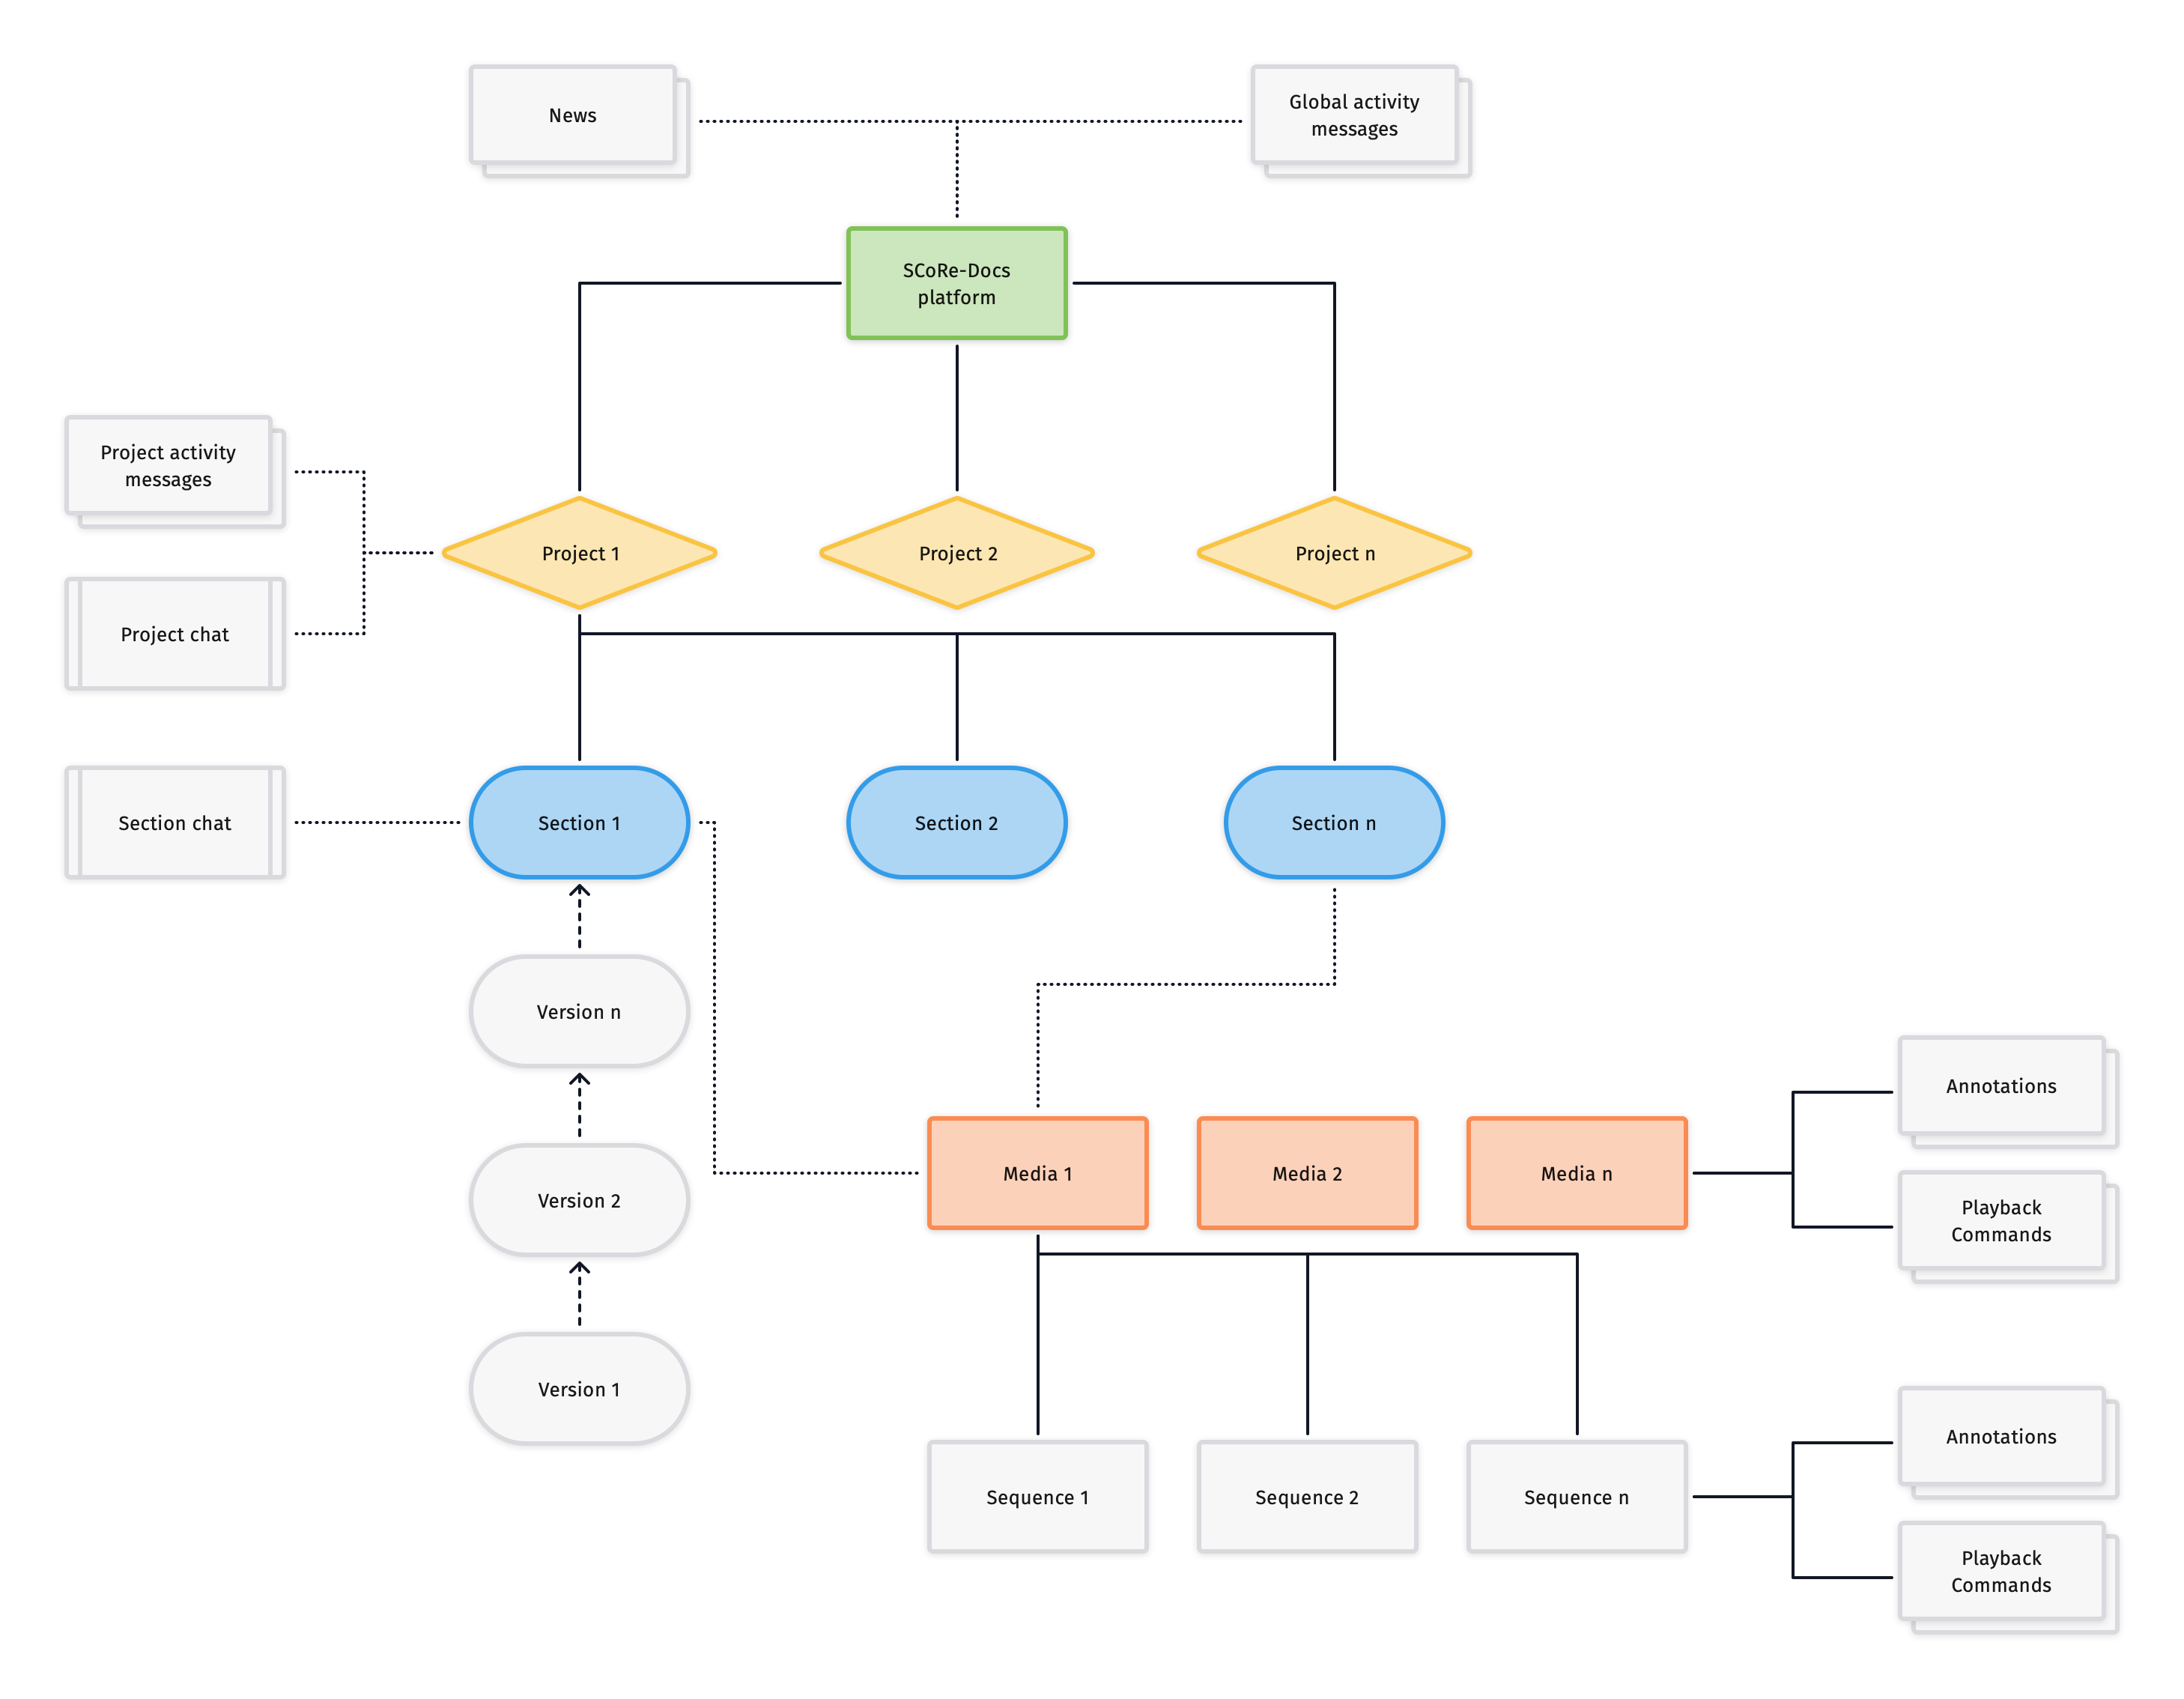 News
Global activity
messages
SCoRe-Docs
platform
Project activity
messages
Project 1
Project 2
Project n
Project chat
Section chat
Section 1
Section 2
Section n
Version n
Annotations
Media 1
Media 2
Media n
Version 2
Playback
Commands
Version 1
Annotations
Sequence 1
Sequence 2
Sequence n
Playback
Commands